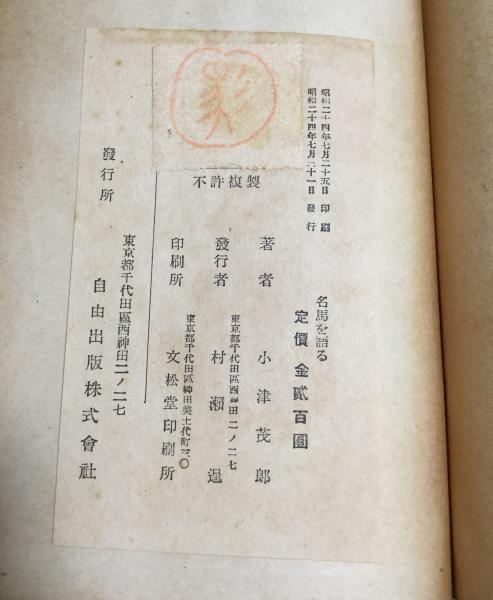 昭和二十四年七月二十五日 印刷
昭和二十四年七月三十一日 發行
名馬を語る
定價 金貳百圓
不許複製
著者 小津茂郎
東京都千代田區西神田二ノ二七
發行者 村瀬逞
東京都千代田區神田美土代町三〇
印刷所 文松堂印刷所
發行所
東京都千代田區西神田二ノ二七
自由出版株式會社